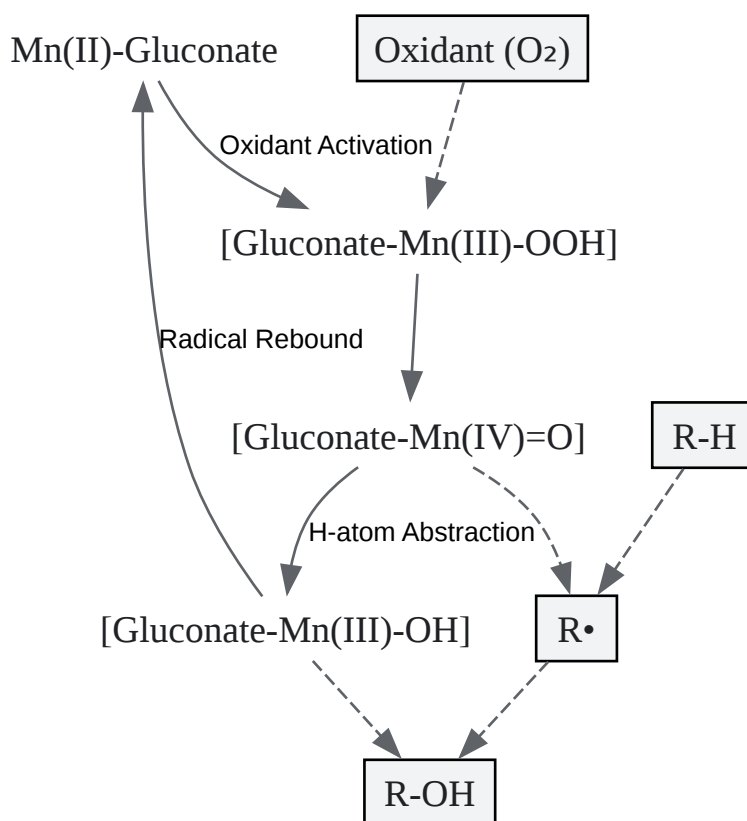 Mn(II)-Gluconate
Oxidant (O₂)
Oxidant Activation
[Gluconate-Mn(III)-OOH]
Radical Rebound
[Gluconate-Mn(IV)=O]
R-H
H-atom Abstraction
[Gluconate-Mn(III)-OH]
R•
R-OH